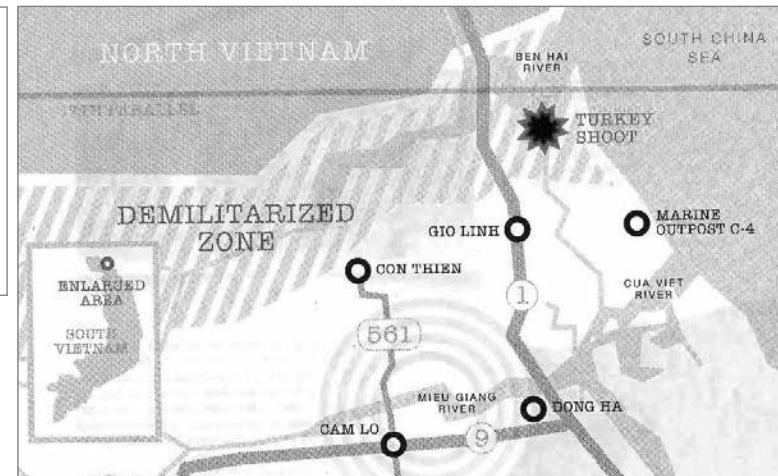 NORTH VIETNAM
BEN HAI
RIVER
SOUTH CHINA
SEA
17TH PARALLEL
TURKEY
SHOOT
DEMILITARIZED
ZONE
GIO LINH
MARINE
OUTPOST C-4
CON THIEN
ENLARGED
AREA
1
CUA VIET
RIVER
561
SOUTH
VIETNAM
MIEU GIANG
RIVER
DONG HA
CAM LO
9